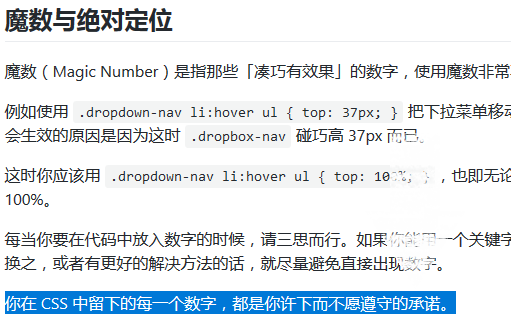 魔数与绝对定位
魔数（Magic Number）是指那些「凑巧有效果」的数字，使用魔数非常
例如使用 .dropdown-nav li:hover ul { top: 37px; } 把下拉菜单移动
会生效的原因是因为这时 .dropbox-nav 碰巧高 37px 而已。
这时你应该用 .dropdown-nav li:hover ul { top: 100%; } ，也即无论
100%。
每当你要在代码中放入数字的时候，请三思而行。如果你能用一个关键字
换之，或者有更好的解决方法的话，就尽量避免直接出现数字。
你在 CSS 中留下的每一个数字，都是你许下而不愿遵守的承诺。